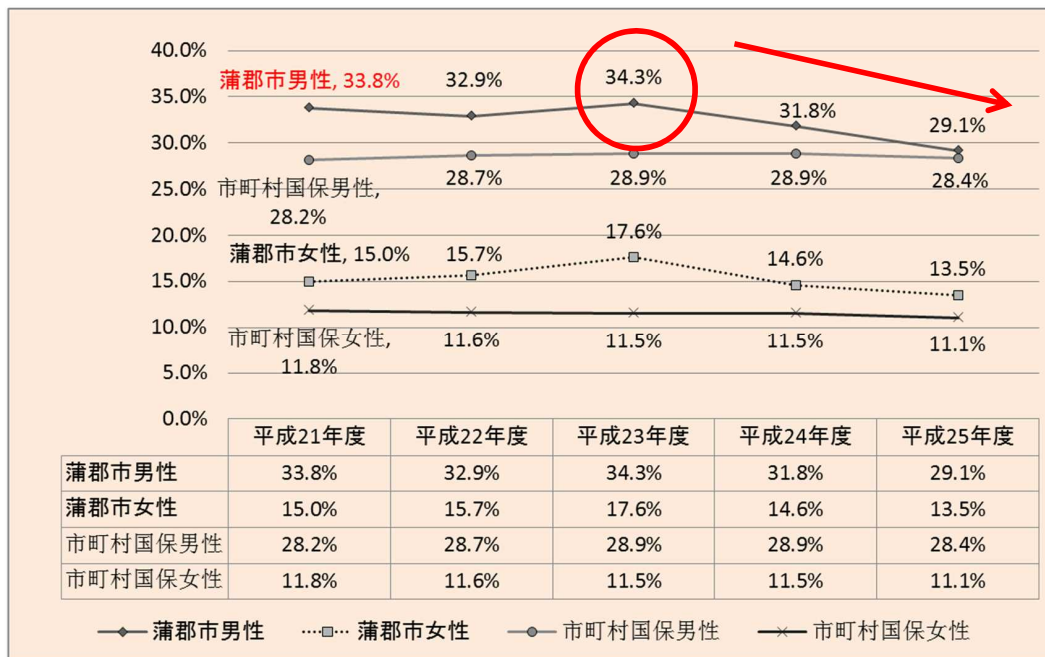 40.0%
35.0%
30.0%
25.0%
20.0%
15.0%
10.0%
5.0%
0.0%
蒲郡市男性, 33.8%
32.9%
34.3%
31.8%
29.1%
市町村国保男性,
28.2%
28.7%
28.9%
28.9%
28.4%
蒲郡市女性, 15.0%
15.7%
17.6%
14.6%
13.5%
市町村国保女性,
11.8%
11.6%
11.5%
11.5%
11.1%
平成21年度 平成22年度 平成23年度 平成24年度 平成25年度
蒲郡市男性 33.8% 32.9% 34.3% 31.8% 29.1%
蒲郡市女性 15.0% 15.7% 17.6% 14.6% 13.5%
市町村国保男性 28.2% 28.7% 28.9% 28.9% 28.4%
市町村国保女性 11.8% 11.6% 11.5% 11.5% 11.1%
蒲郡市男性 蒲郡市女性 市町村国保男性 市町村国保女性